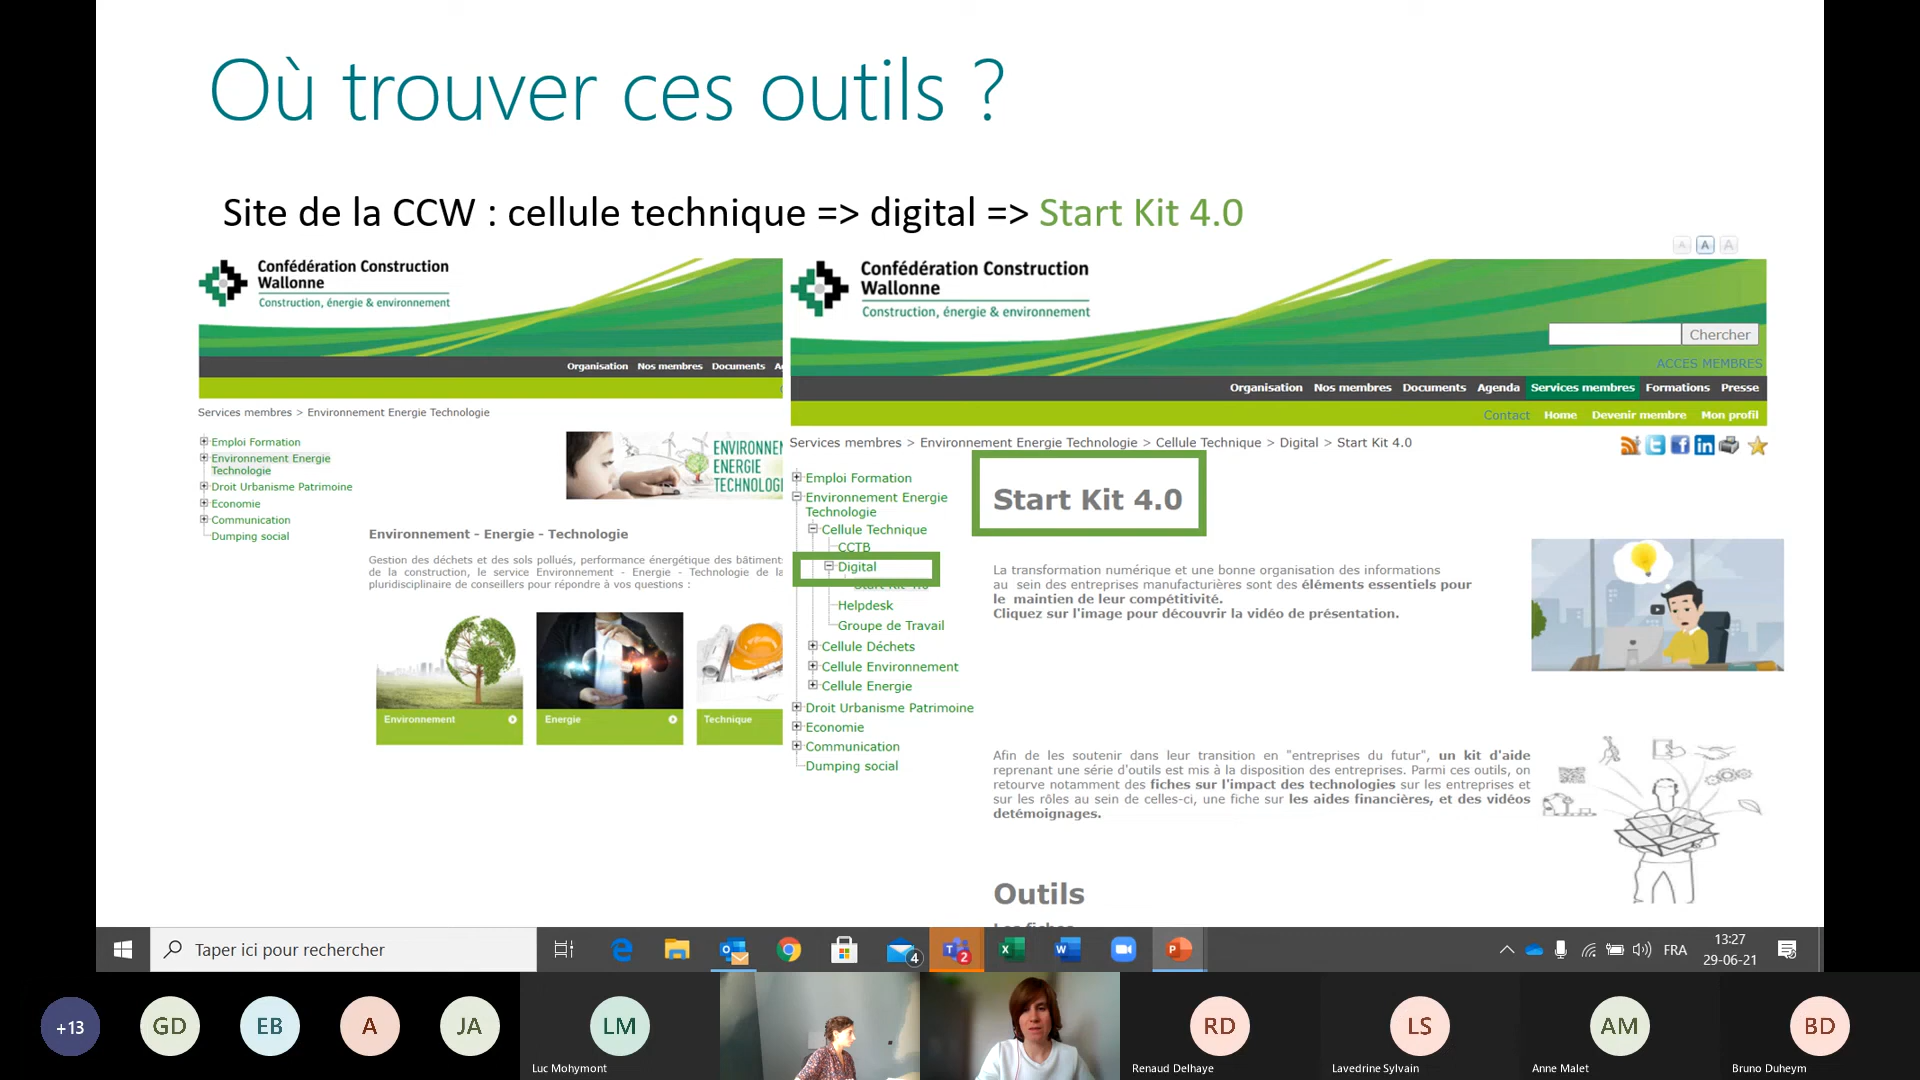 Où trouver ces outils ?
Site de la CCW : cellule technique => digital => Start Kit 4.0
Confédération Construction
Wallonne
Construction, énergie & environnement
Organisation Nos membres Documents
Services membres > Environnement Energie Technologie
Emploi Formation
Environnement Energie
Technologie
Droit Urbanisme Patrimoine
Economie
Communication
Dumping social
ENERGIE
Environnement - Energie - Technologie
Gestion des déchets et des sols pollués, performance énergétique des bâtiments
de la construction, le service Environnement - Energie - Technologie de la
pluridisciplinaire de conseillers pour répondre à vos questions :
Environnement
Energie
Technique
A A A
Confédération Construction
Wallonne
Construction, énergie & environnement
Chercher
ACCES MEMBRES
Organisation Nos membres Documents Agenda Services membres Formations Presse
Contact Home Devenir membre Mon profil
Services membres > Environnement Energie Technologie > Cellule Technique > Digital > Start Kit 4.0
Emploi Formation
Environnement Energie
Technologie
Cellule Technique
CCTB
Digital
Start Kit 4.0
Helpdesk
Groupe de Travail
Cellule Déchets
Cellule Environnement
Cellule Energie
Droit Urbanisme Patrimoine
Economie
Communication
Dumping social
Start Kit 4.0
La transformation numérique et une bonne organisation des informations
au sein des entreprises manufacturières sont des éléments essentiels pour
le maintien de leur compétitivité.
Cliquez sur l'image pour découvrir la vidéo de présentation.
Afin de les soutenir dans leur transition en "entreprises du futur", un kit d'aide
reprenant une série d'outils est mis à la disposition des entreprises. Parmi ces outils, on
retourve notamment des fiches sur l'impact des technologies sur les entreprises et
sur les rôles au sein de celles-ci, une fiche sur les aides financières, et des vidéos
detémoignages.
Outils
Les fiches
Taper ici pour rechercher
4
2
FRA
13:27
29-06-21
+13
GD
EB
A
JA
LM
Luc Mohymont
RD
Renaud Delhaye
LS
Lavedrine Sylvain
AM
Anne Malet
BD
Bruno Duheym